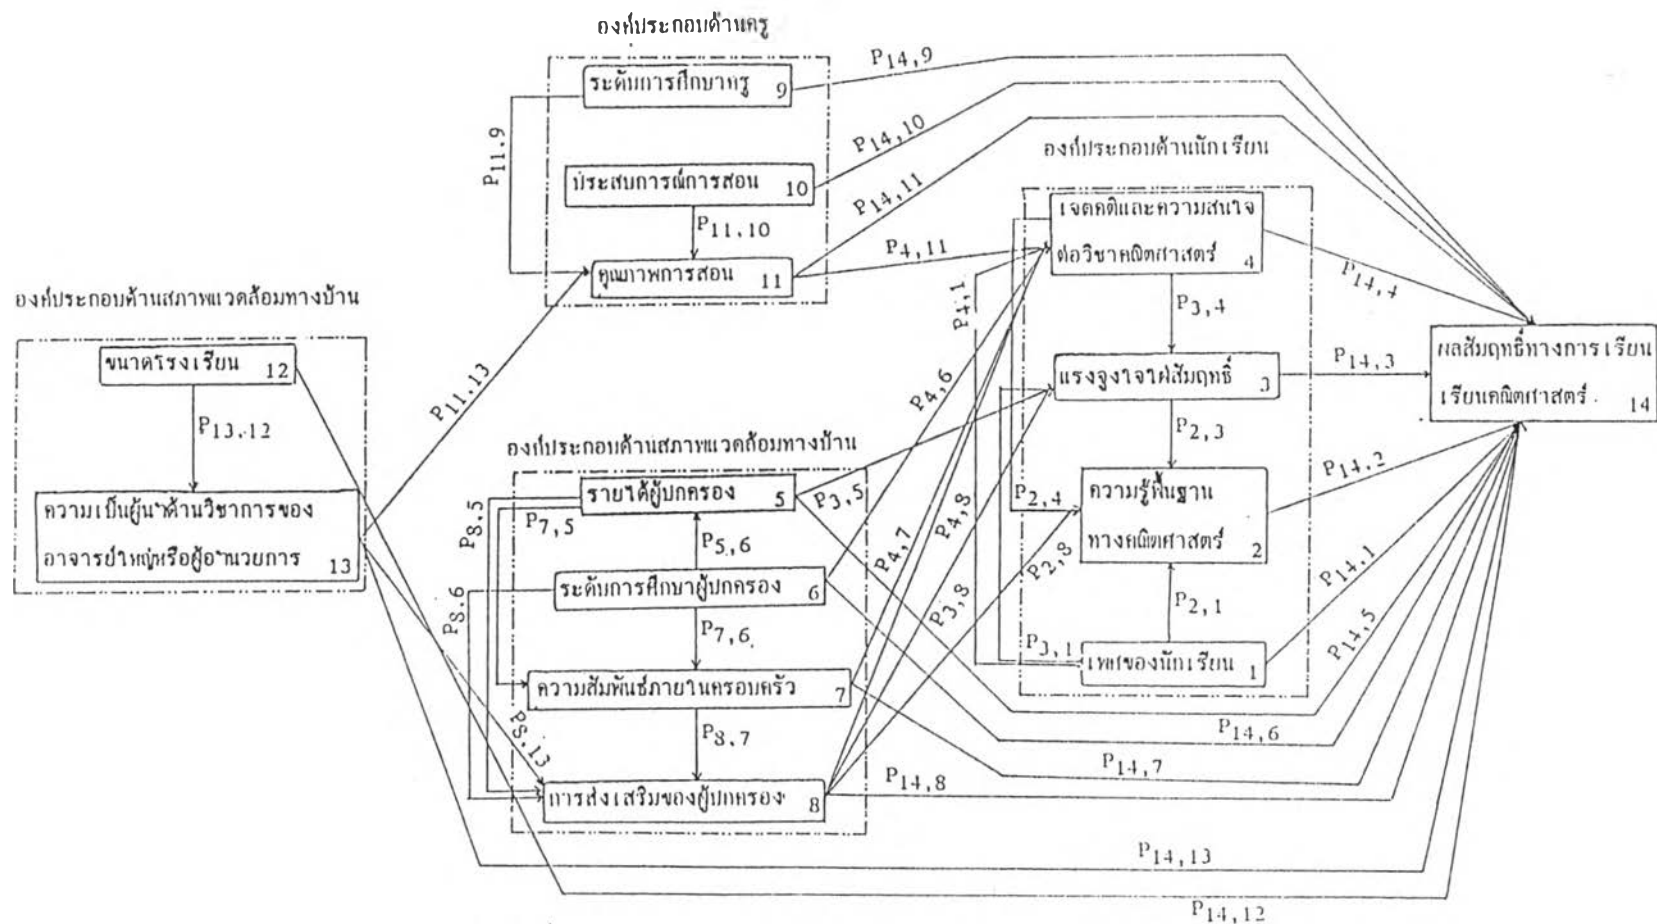 องค์ประกอบด้านครู
ระดับการศึกษาครู 9
ประสบการณ์การสอน 10
คุณภาพการสอน 11
P11.9
P11,10
P14,9
P14,10
P14,11
P4,11
องค์ประกอบด้านสภาพแวดล้อมทางบ้าน
ขนาดโรงเรียน 12
P13,12
ความเป็นผู้นำด้านวิชาการของ
อาจารย์ใหญ่หรือผู้อำนวยการ 13
P11.13
P8,13
องค์ประกอบด้านสภาพแวดล้อมทางบ้าน
รายได้ผู้ปกครอง 5
P8,5
P7,5
P5,6
ระดับการศึกษาผู้ปกครอง 6
P8,6
P7,6
ความสัมพันธ์ภายในครอบครัว 7
P8,7
การส่งเสริมของผู้ปกครอง 8
P4,6
P3,5
P4,7
P4,8
P3,8
P2,8
องค์ประกอบด้านนักเรียน
เจตคติและความสนใจ
ต่อวิชาคณิตศาสตร์ 4
P4,1
P3,4
แรงจูงใจใฝ่สัมฤทธิ์ 3
P2,3
P2,4
ความรู้พื้นฐาน
ทางคณิตศาสตร์ 2
P2,1
P3,1
เพศของนักเรียน 1
P14,4
P14,3
P14,2
P14,1
P14,5
P14,6
P14,7
P14,8
P14,13
P14,12
ผลสัมฤทธิ์ทางการเรียน
เรียนคณิตศาสตร์ 14